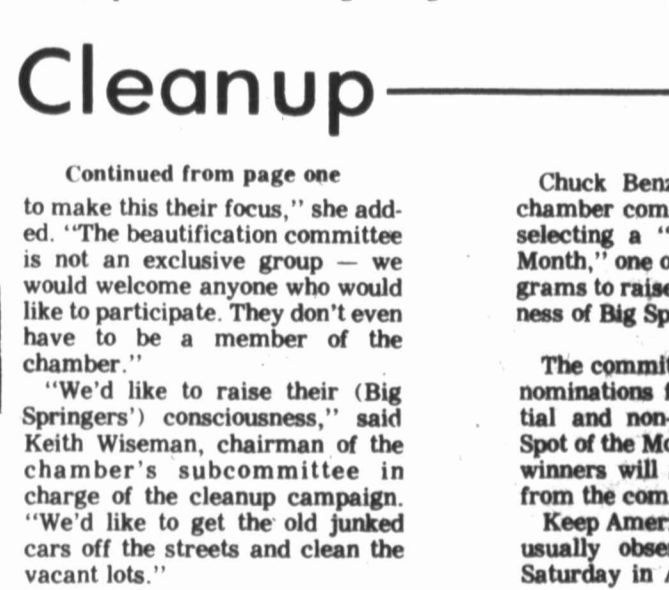 Cleanup
Continued from page one
to make this their focus," she add-
ed. "The beautification committee
is not an exclusive group — we
would welcome anyone who would
like to participate. They don't even
have to be a member of the
chamber."
"We'd like to raise their (Big
Springers') consciousness," said
Keith Wiseman, chairman of the
chamber's subcommittee in
charge of the cleanup campaign.
"We'd like to get the old junked
cars off the streets and clean the
vacant lots."
Chuck
chamber
selecting a "
Month," one
grams to raise
ness of Big
The
nominations
tial and non-
Spot of the
winners will
from the
Keep
usually
Saturday in